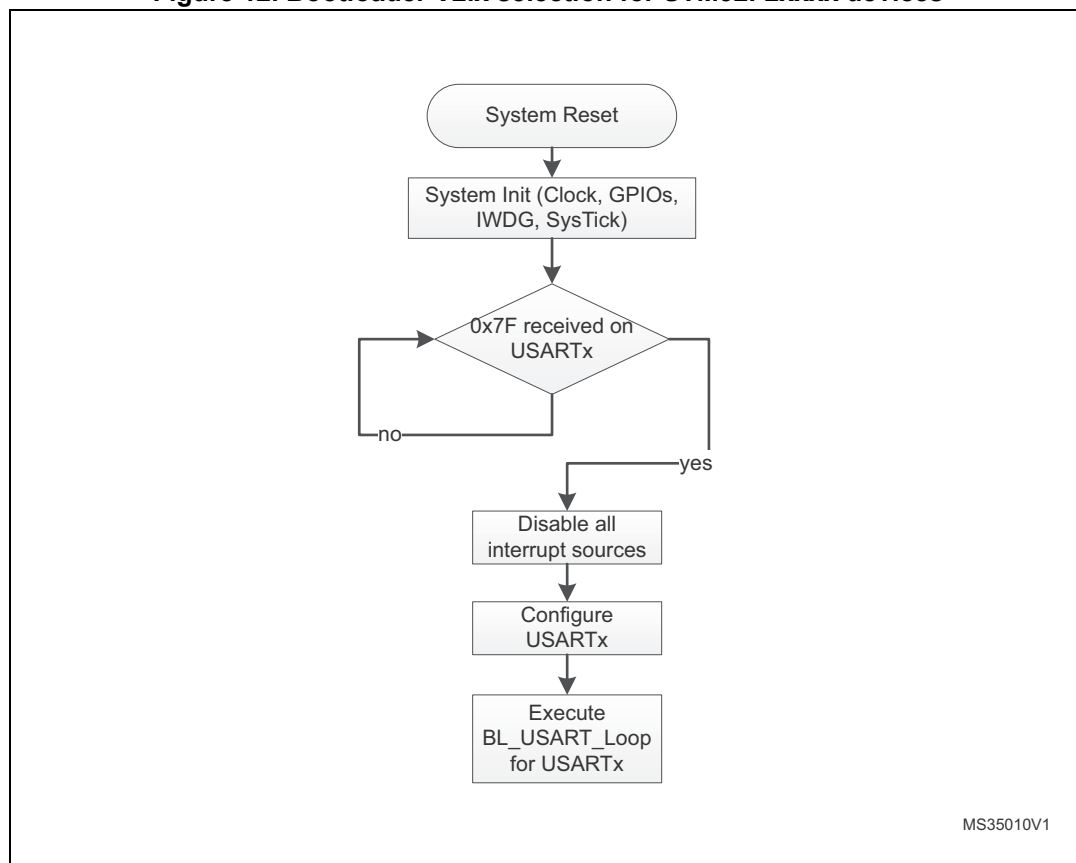 System Reset
System Init (Clock, GPIOs,
IWDG, SysTick)
0x7F received on
USARTx
no
yes
Disable all
interrupt sources
Configure
USARTx
Execute
BL_USART_Loop
for USARTx
MS35010V1